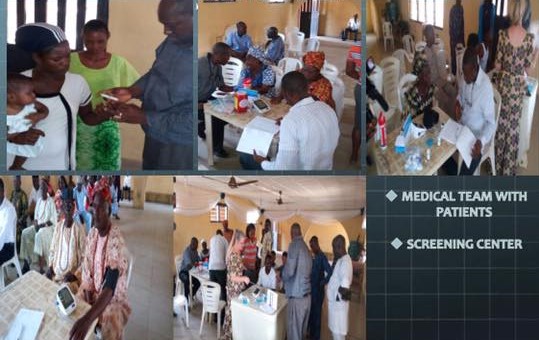 ❖ MEDICAL TEAM WITH
PATIENTS
❖ SCREENING CENTER